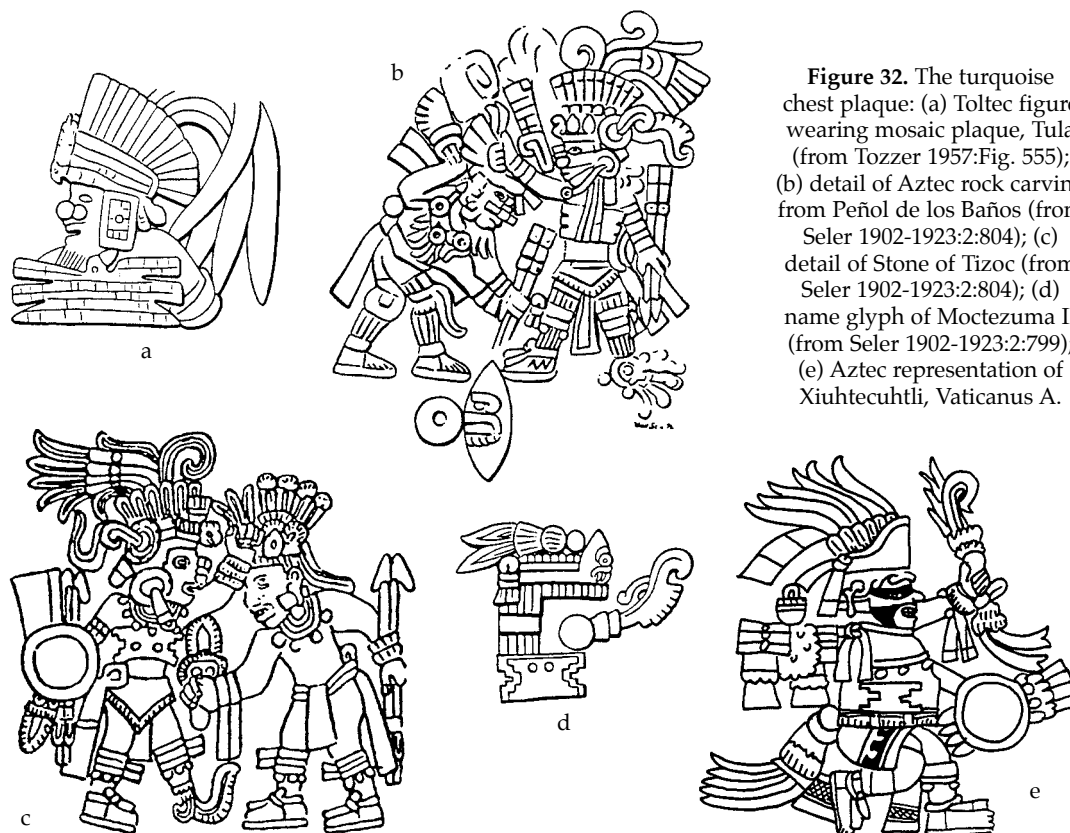 b
Figure 32. The turquoise
chest plaque: (a) Toltec figure
wearing mosaic plaque, Tula
(from Tozzer 1957:Fig. 555);
(b) detail of Aztec rock carvin
from Peñol de los Baños (from
Seler 1902-1923:2:804); (c)
detail of Stone of Tizoc (from
Seler 1902-1923:2:804); (d)
name glyph of Moctezuma I
(from Seler 1902-1923:2:799);
(e) Aztec representation of
Xiuhtecuhtli, Vaticanus A.
a
d
c
e